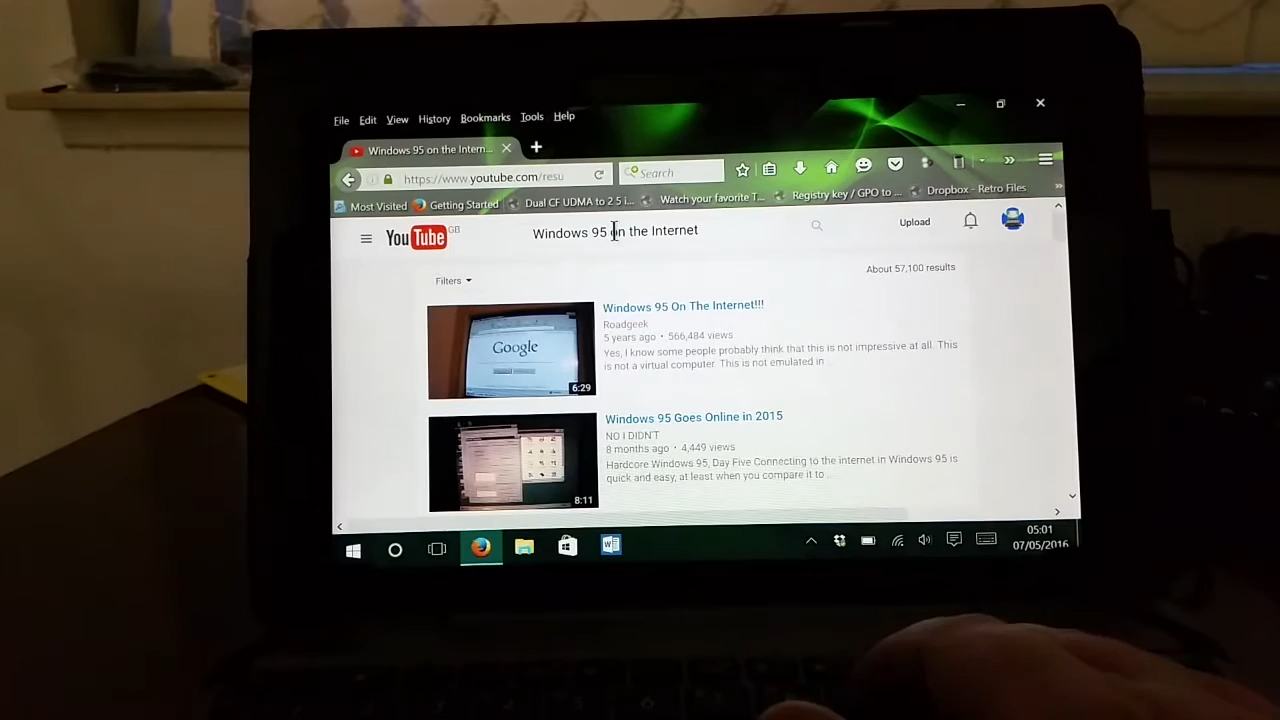 File Edit View History Bookmarks Tools Help
Windows 95 on the Intern...
https://www.youtube.com/resu
Search
Most Visited Getting Started Dual CF UDMA to 2 5 i... Watch your favorite T... Registry key / GPO to ... Dropbox - Retro Files
YouTube GB
Windows 95 on the Internet
Upload
Filters
About 57,100 results
Google
6:29
Windows 95 On The Internet!!!
Roadgeek
5 years ago • 566,484 views
Yes, I know some people probably think that this is not impressive at all. This
is not a virtual computer. This is not emulated in
8:11
Windows 95 Goes Online in 2015
NO I DIDN'T
8 months ago • 4,449 views
Hardcore Windows 95, Day Five Connecting to the internet in Windows 95 is
quick and easy, at least when you compare it to
05:01
07/05/2016